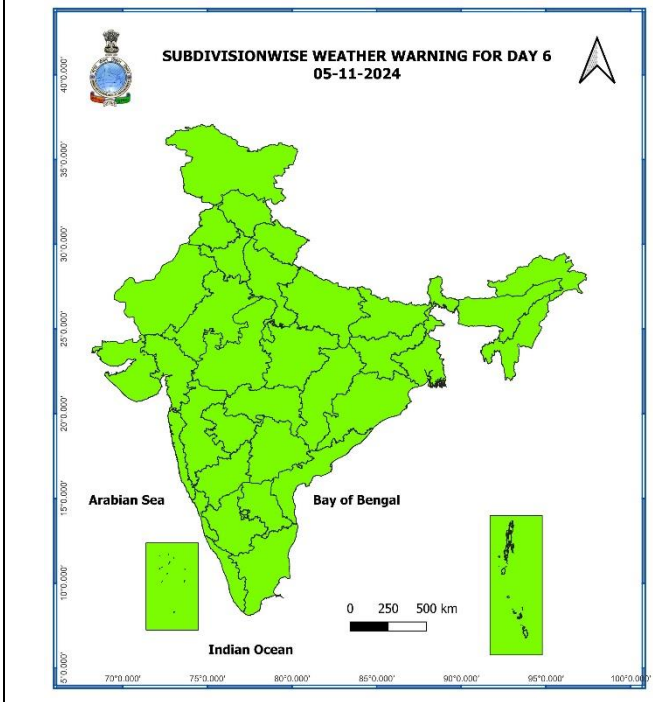 SUBDIVISIONWISE WEATHER WARNING FOR DAY 6
05-11-2024
40°0.000'
35°0.000'
30°0.000'
25°0.000'
20°0.000'
15°0.000'
10°0.000'
5°0.000'
Arabian Sea
Bay of Bengal
0 250 500 km
Indian Ocean
70°0.000' 75°0.000' 80°0.000' 85°0.000' 90°0.000' 95°0.000' 100°0.000'